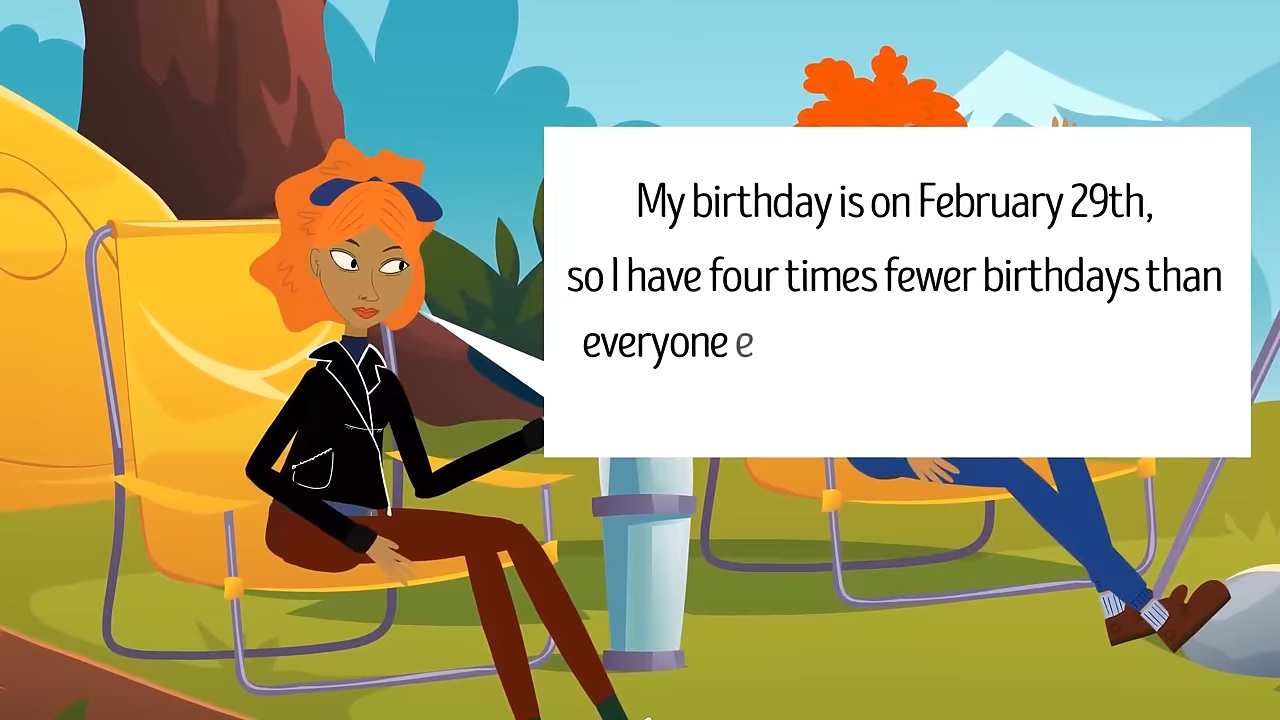 My birthday is on February 29th,
so I have four times fewer birthdays than
everyone e